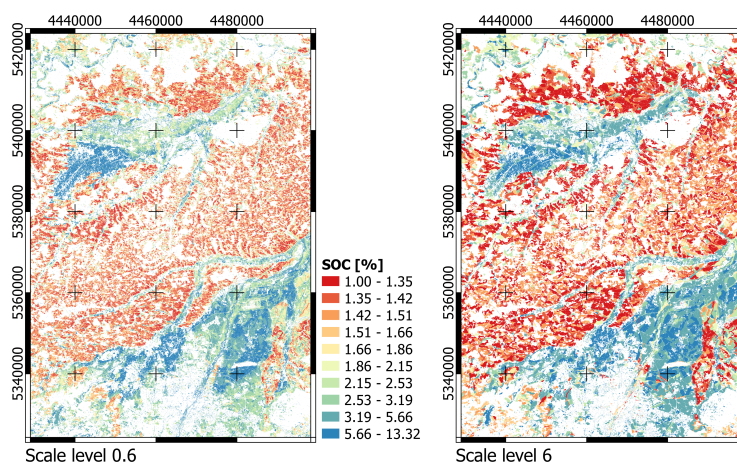 4440000 4460000 4480000
4440000 4460000 4480000
5420000
5400000
5380000
5360000
5340000
5420000
5400000
5380000
5360000
5340000
SOC [%]
1.00 - 1.35
1.35 - 1.42
1.42 - 1.51
1.51 - 1.66
1.66 - 1.86
1.86 - 2.15
2.15 - 2.53
2.53 - 3.19
3.19 - 5.66
5.66 - 13.32
Scale level 0.6
Scale level 6